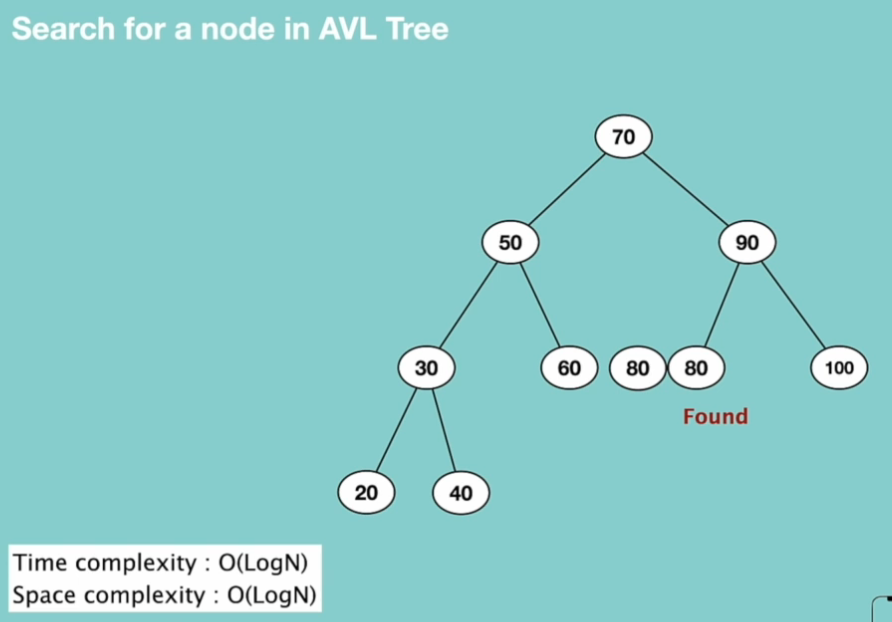 Search for a node in AVL Tree
70
50
90
30
60
80
80
100
Found
20
40
Time complexity : O(LogN)
Space complexity : O(LogN)